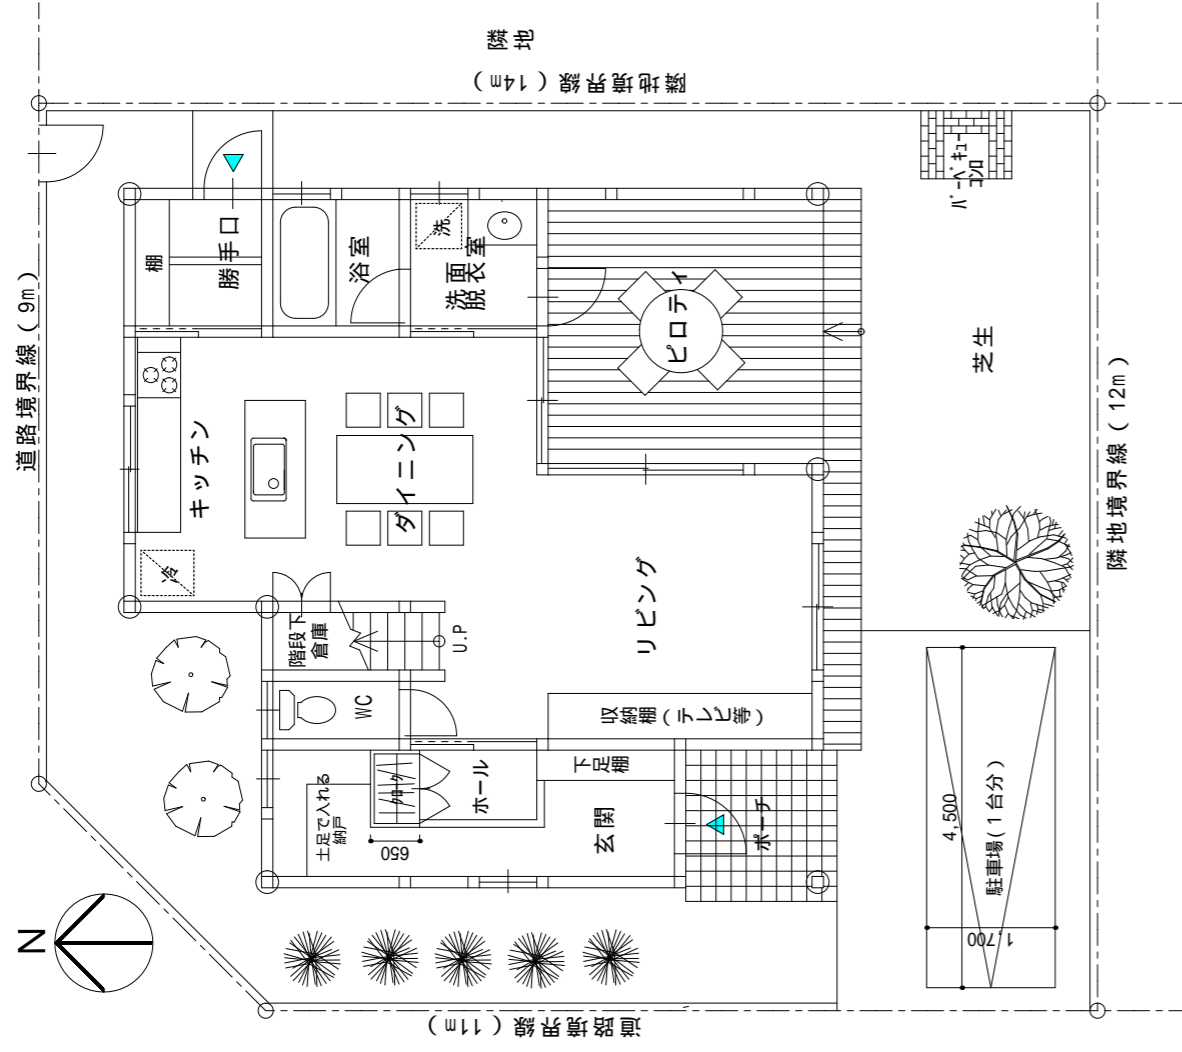 隣地
隣地境界線(14m)
道路境界線(9m)
隣地境界線(12m)
道路境界線(11m)
N
棚
勝手口
浴室
洗
洗面
脱衣室
ピロティ
バーベキュー
コンロ
芝生
キッチン
冷
ダイニング
リビング
階段下
倉庫
U.P
WC
収納棚(テレビ等)
土足で入れる
納戸
クローク
650
ホール
下足棚
玄関
ポーチ
4,500
1,700
駐車場(1台分)